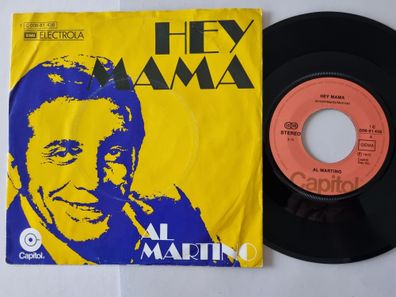 1 C 006-81 438
EMI ELECTROLA
HEY
MAMA
AL
MARTINO
Capitol®
HEY MAMA
STEREO
1 C
006-81 438
A
GEMA
AL MARTINO
Capitol